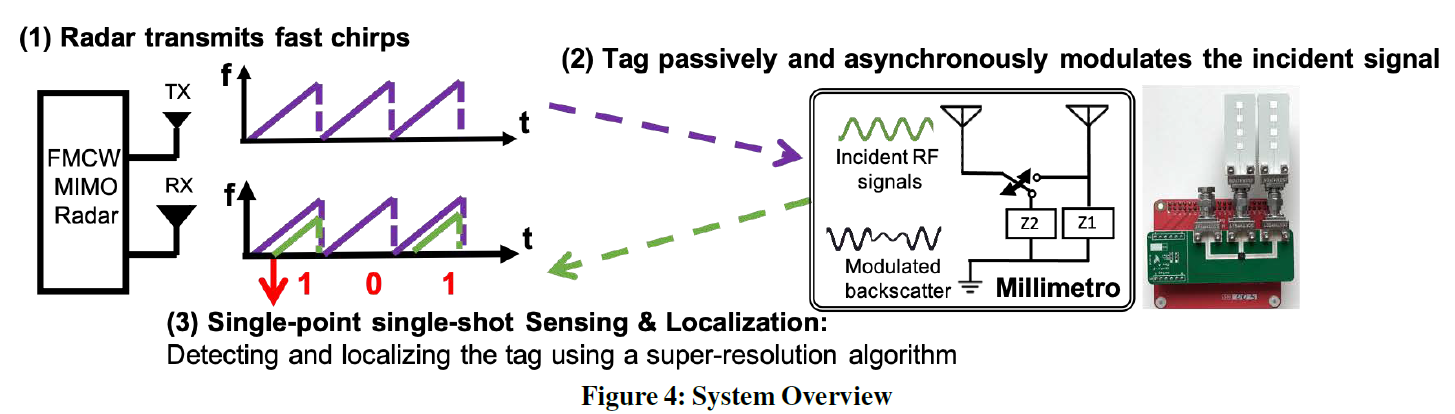 (1) Radar transmits fast chirps
(2) Tag passively and asynchronously modulates the incident signal
TX
f
t
FMCW
MIMO
Radar
RX
f
t
1 0 1
Incident RF
signals
Z2
Z1
Modulated
backscatter
Millimetro
(3) Single-point single-shot Sensing & Localization:
Detecting and localizing the tag using a super-resolution algorithm
Figure 4: System Overview